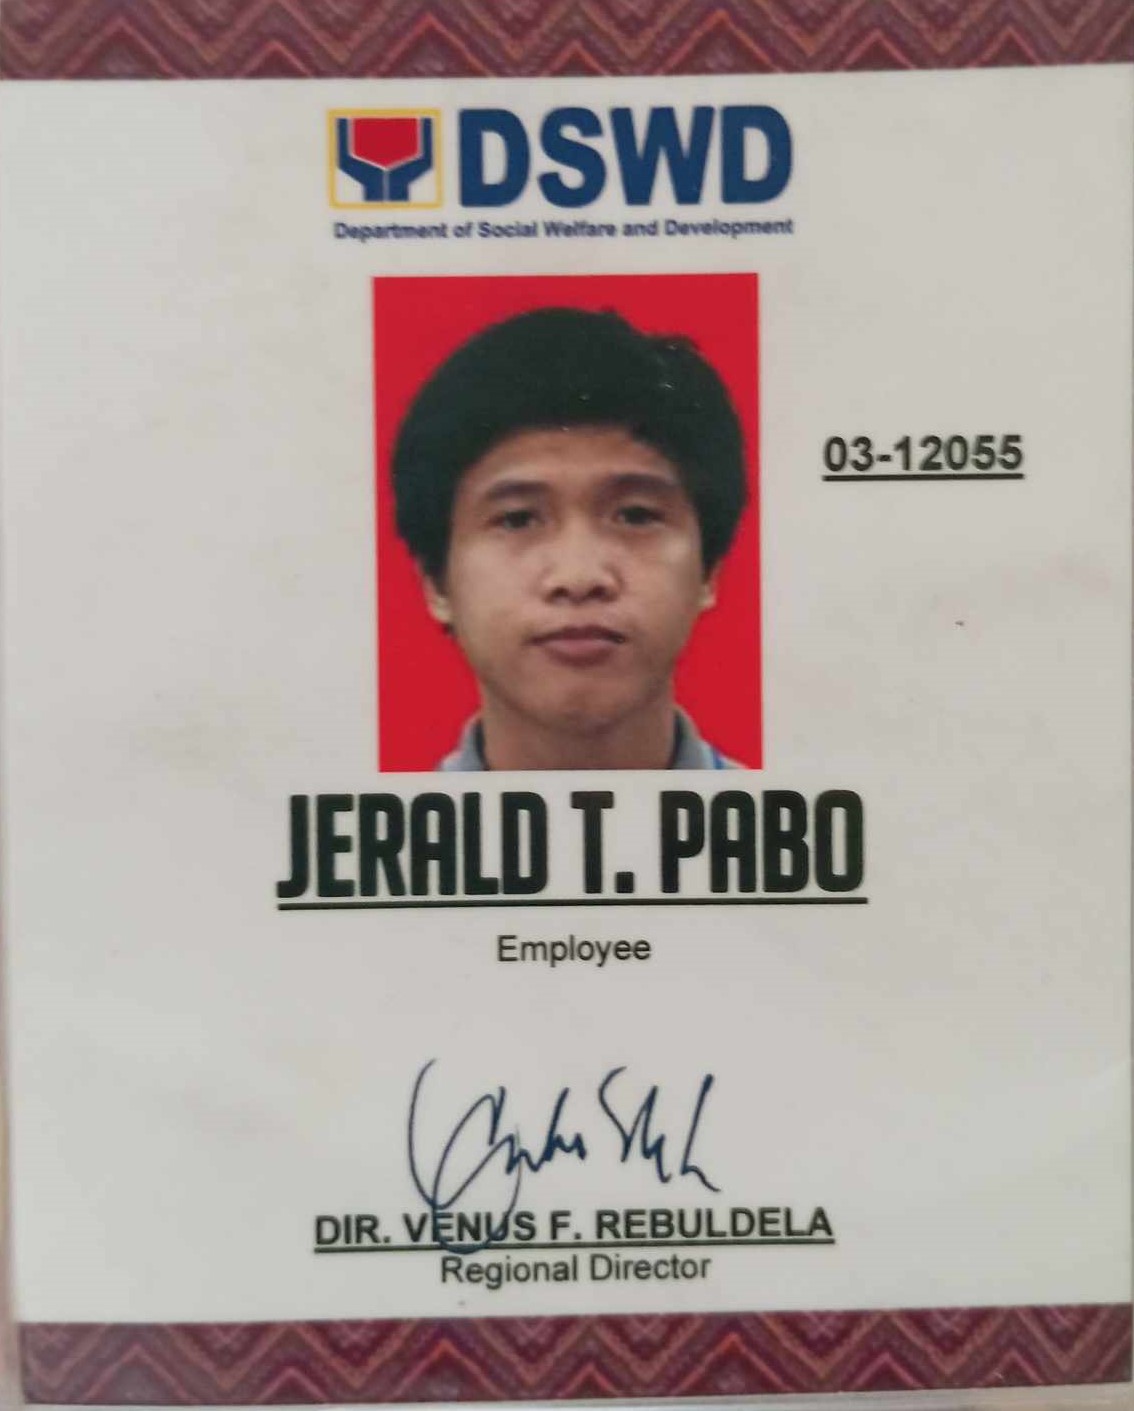 DSWD
Department of Social Welfare and Development
03-12055
JERALD T. PABO
Employee
DIR. VENUS F. REBULDELA
Regional Director